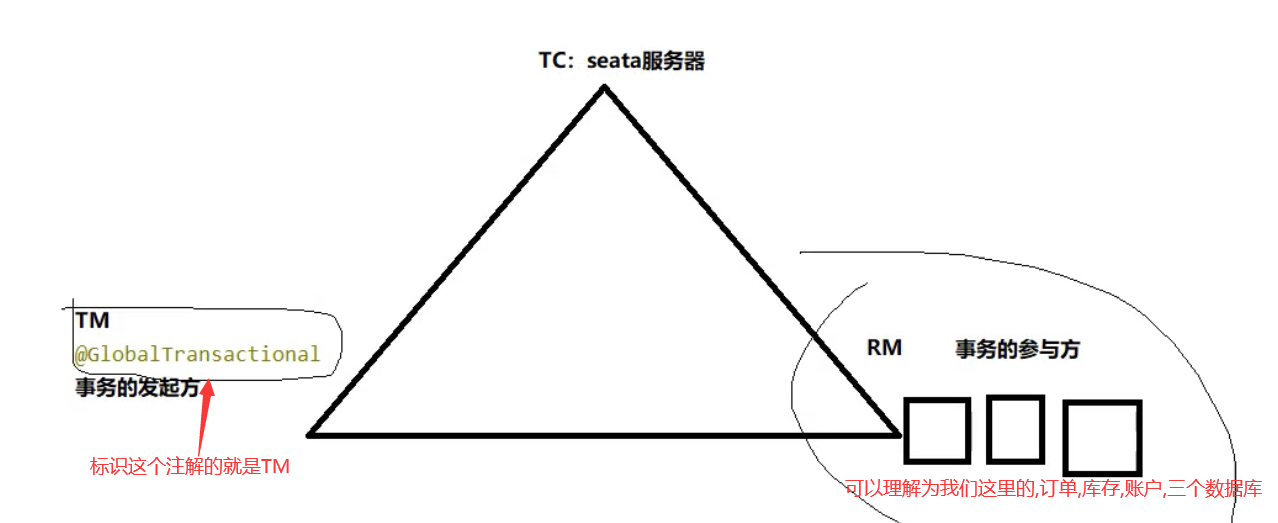 TC：seata服务器
TM
@GlobalTransactional
事务的发起方
标识这个注解的就是TM
RM 事务的参与方
可以理解为我们这里的,订单,库存,账户,三个数据库